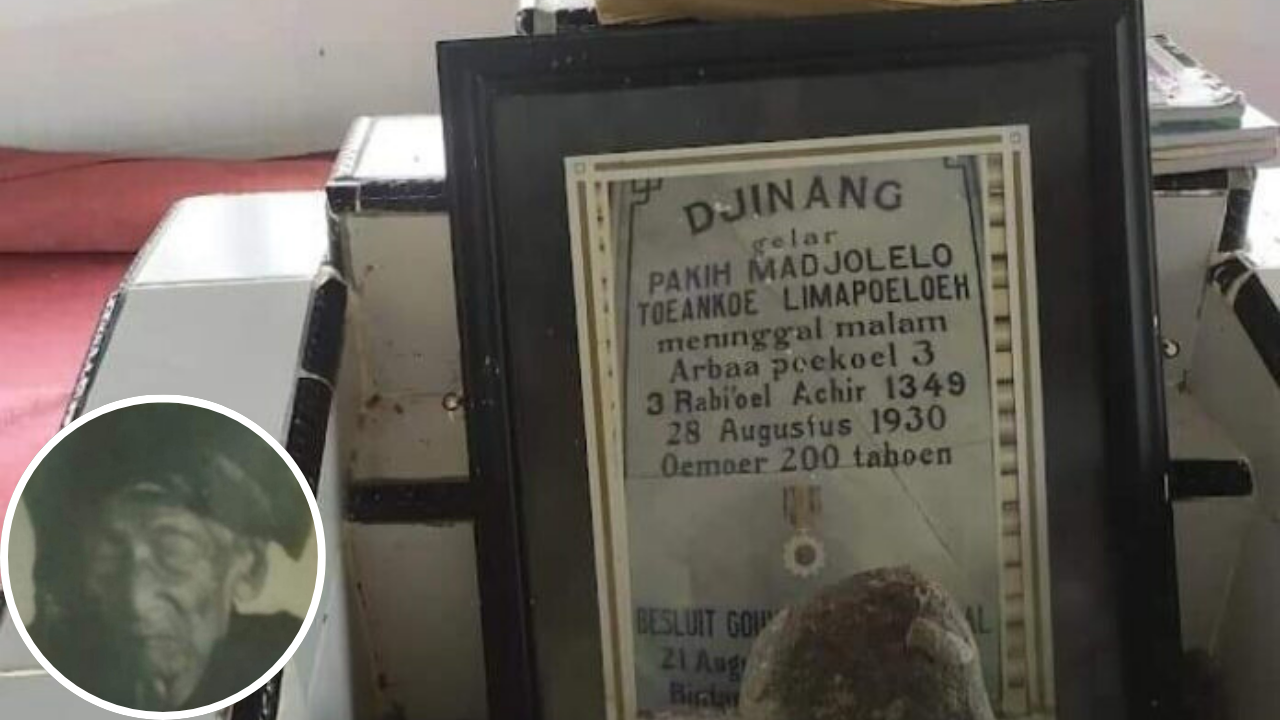 DJINANG
gelar
PAKIH MADJOLELO
TOEANKOE LIMAPOELOEH
meninggal malam
Arbaa poekoel 3
3 Rabi'oel Achir 1349
28 Augustus 1930
Oemoer 200 tahoen
BESLUIT
21